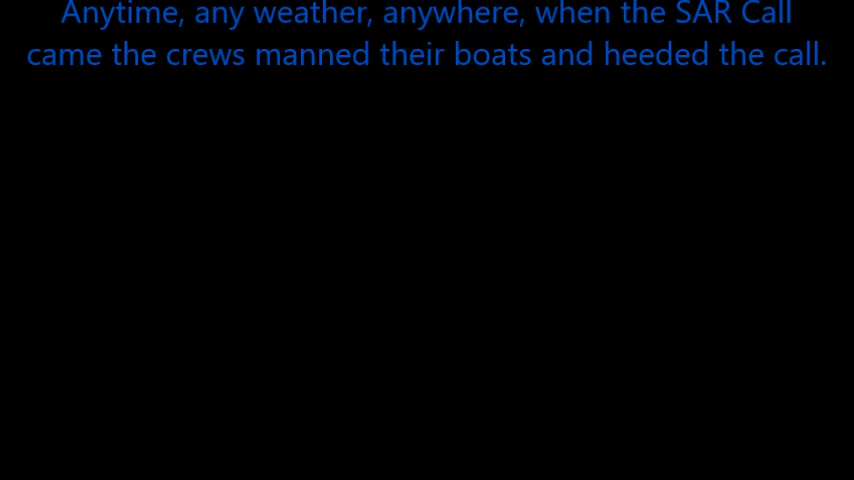 Anytime, any weather, anywhere, when the SAR Call
came the crews manned their boats and heeded the call.